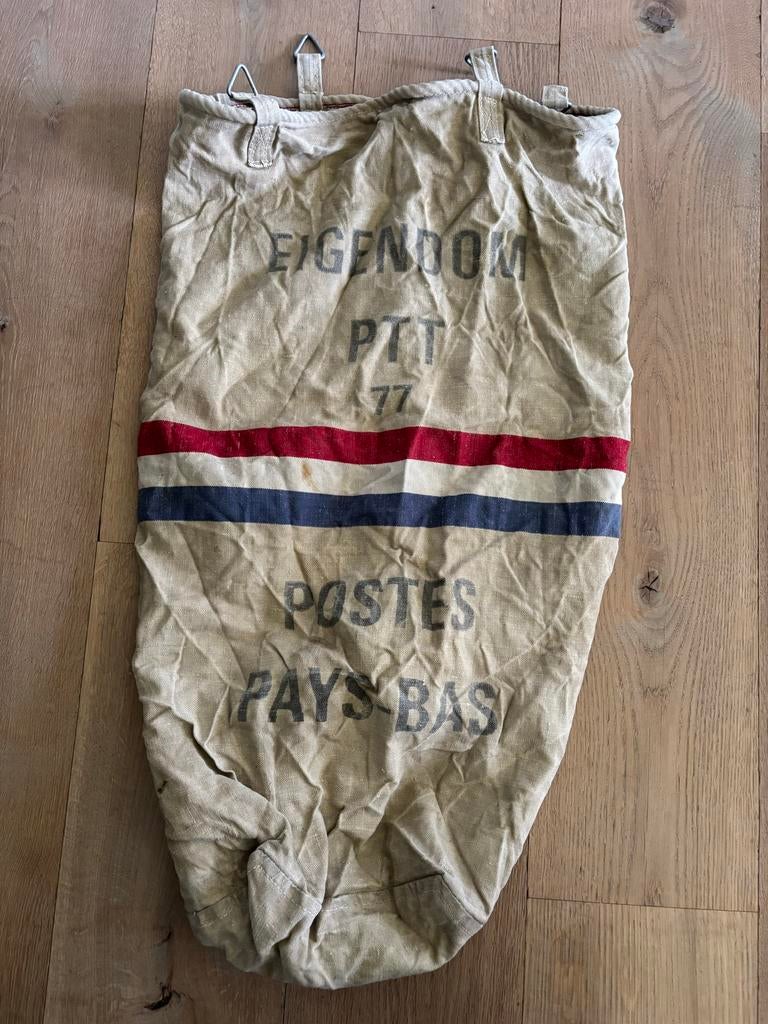 EIGENDOM
PTT
77
POSTES
PAYS-BAS